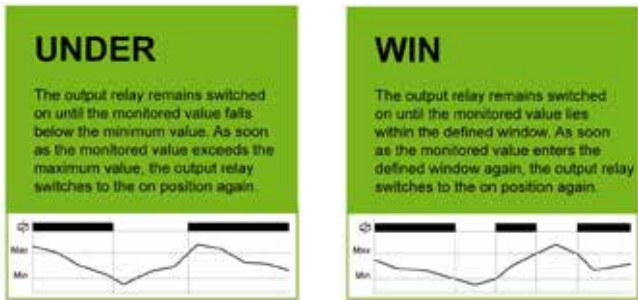 UNDER
The output relay remains switched
on until the monitored value falls
below the minimum value. As soon
as the monitored value exceeds the
maximum value, the output relay
switches to the on position again.
Max
Min
WIN
The output relay remains switched
on until the monitored value lies
within the defined window. As soon
as the monitored value enters the
defined window again, the output relay
switches to the on position again.
Max
Min